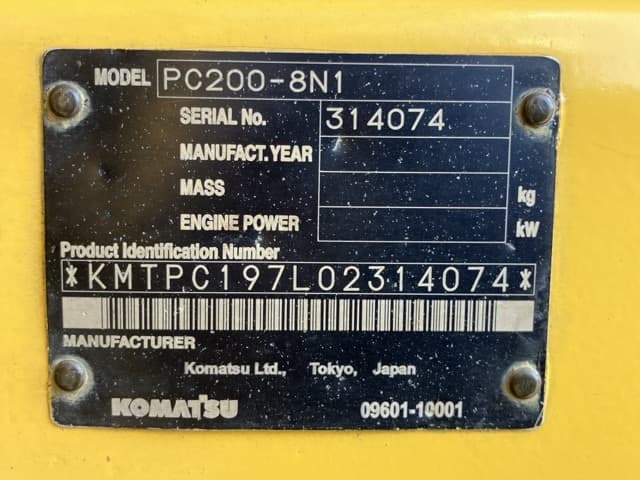 MODEL PC200-8N1
SERIAL No. 314074
MANUFACT. YEAR
MASS kg
ENGINE POWER kW
Product Identification Number
*KMTPC197L02314074*
MANUFACTURER
Komatsu Ltd., Tokyo, Japan
KOMATSU 09601-10001